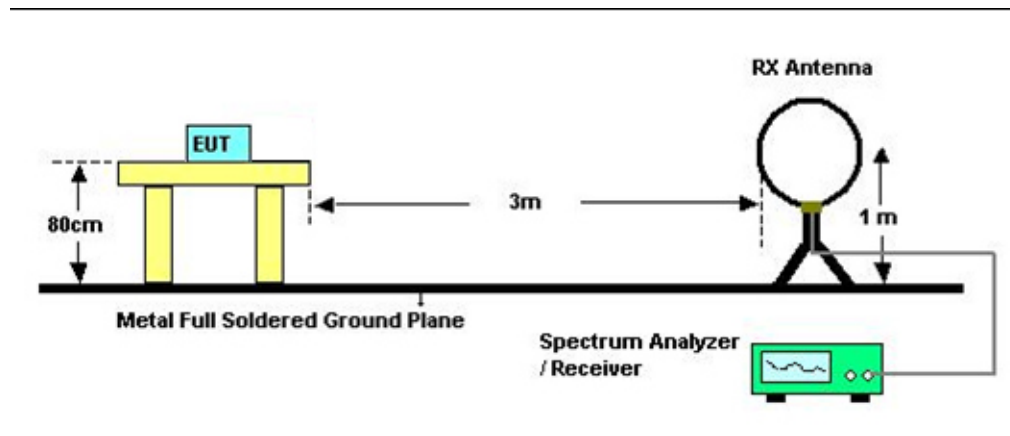 RX Antenna
EUT
80cm
3m
1 m
Metal Full Soldered Ground Plane
Spectrum Analyzer
/ Receiver